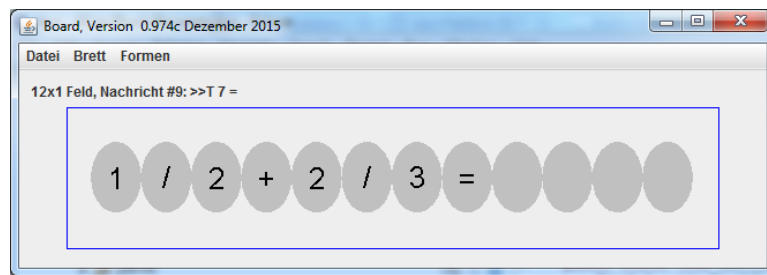 Board, Version 0.974c Dezember 2015
Datei Brett Formen
12x1 Feld, Nachricht #9: >>T 7 =
1 / 2 + 2 / 3 =